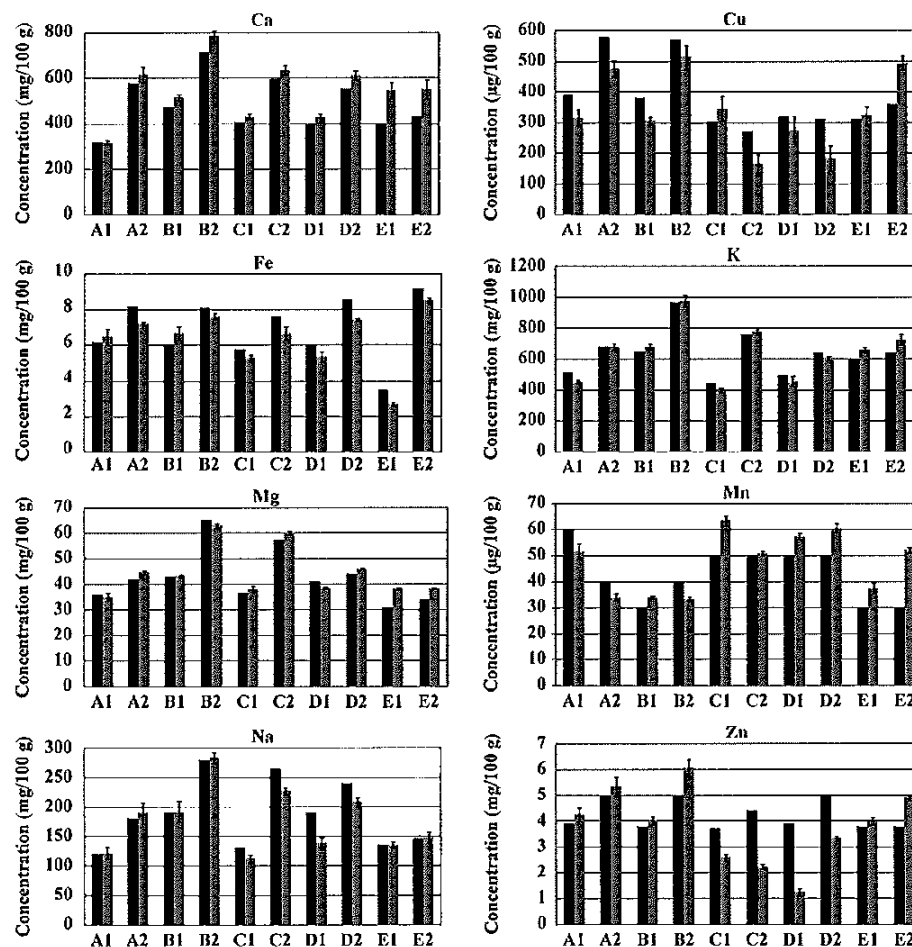 Ca
Concentration (mg/100 g)
800
600
400
200
0
A1 A2 B1 B2 C1 C2 D1 D2 E1 E2
Cu
Concentration (µg/100 g)
600
500
400
300
200
100
0
A1 A2 B1 B2 C1 C2 D1 D2 E1 E2
Fe
Concentration (mg/100 g)
10
8
6
4
2
0
A1 A2 B1 B2 C1 C2 D1 D2 E1 E2
K
Concentration (mg/100 g)
1200
1000
800
600
400
200
0
A1 A2 B1 B2 C1 C2 D1 D2 E1 E2
Mg
Concentration (mg/100 g)
70
60
50
40
30
20
10
0
A1 A2 B1 B2 C1 C2 D1 D2 E1 E2
Mn
Concentration (µg/100 g)
70
60
50
40
30
20
10
0
A1 A2 B1 B2 C1 C2 D1 D2 E1 E2
Na
Concentration (mg/100 g)
300
250
200
150
100
50
0
A1 A2 B1 B2 C1 C2 D1 D2 E1 E2
Zn
Concentration (mg/100 g)
7
6
5
4
3
2
1
0
A1 A2 B1 B2 C1 C2 D1 D2 E1 E2